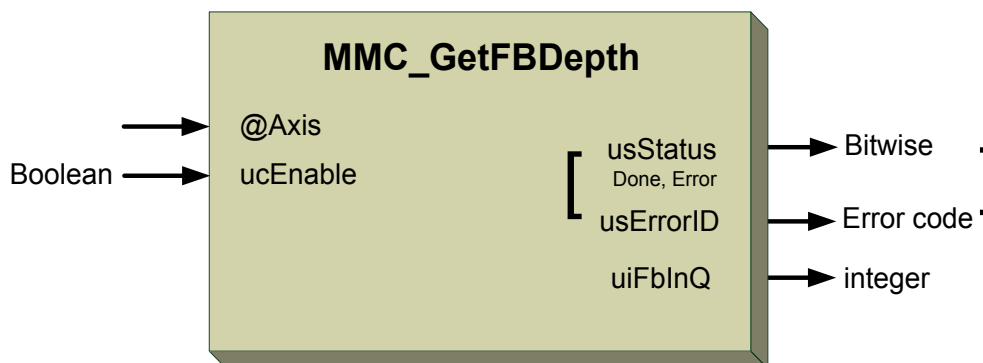 MMC_GetFBDepth
@Axis
Boolean
ucEnable
usStatus
Bitwise
Done, Error
usErrorID
Error code
uiFbInQ
integer